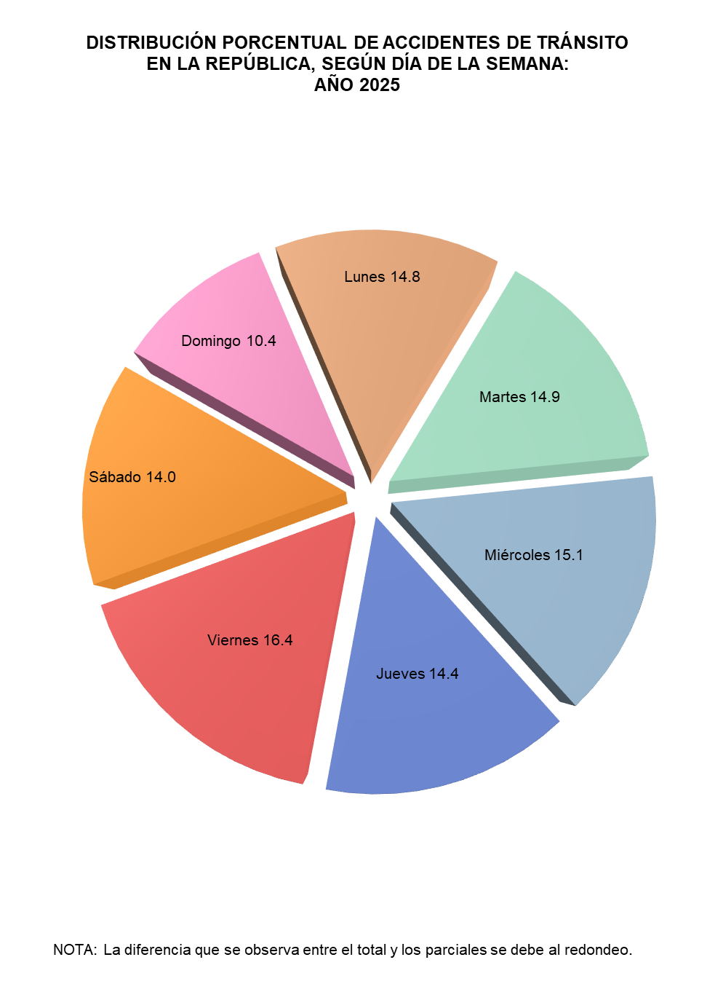 DISTRIBUCIÓN PORCENTUAL DE ACCIDENTES DE TRÁNSITO
EN LA REPÚBLICA, SEGÚN DÍA DE LA SEMANA:
AÑO 2025
Lunes 14.8
Domingo 10.4
Martes 14.9
Sábado 14.0
Miércoles 15.1
Viernes 16.4
Jueves 14.4
NOTA: La diferencia que se observa entre el total y los parciales se debe al redondeo.